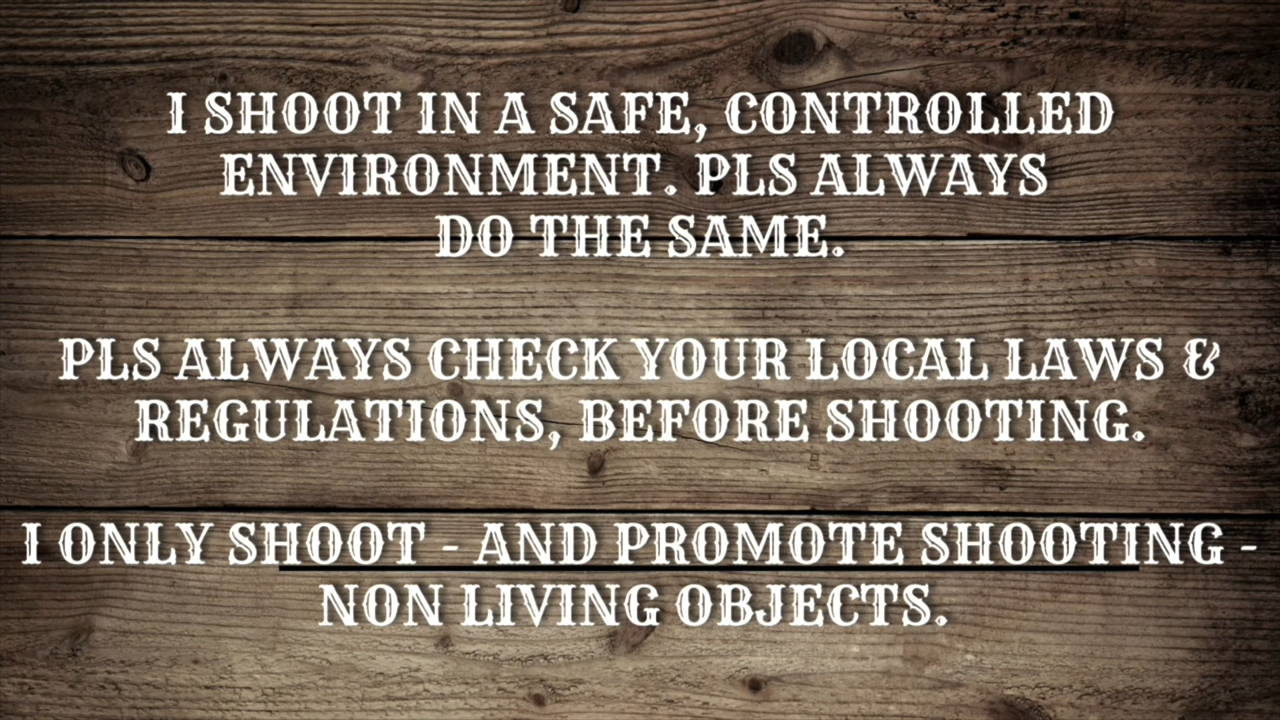 I SHOOT IN A SAFE, CONTROLLED
ENVIRONMENT. PLS ALWAYS
DO THE SAME.
PLS ALWAYS CHECK YOUR LOCAL LAWS &
REGULATIONS, BEFORE SHOOTING.
I ONLY SHOOT - AND PROMOTE SHOOTING -
NON LIVING OBJECTS.